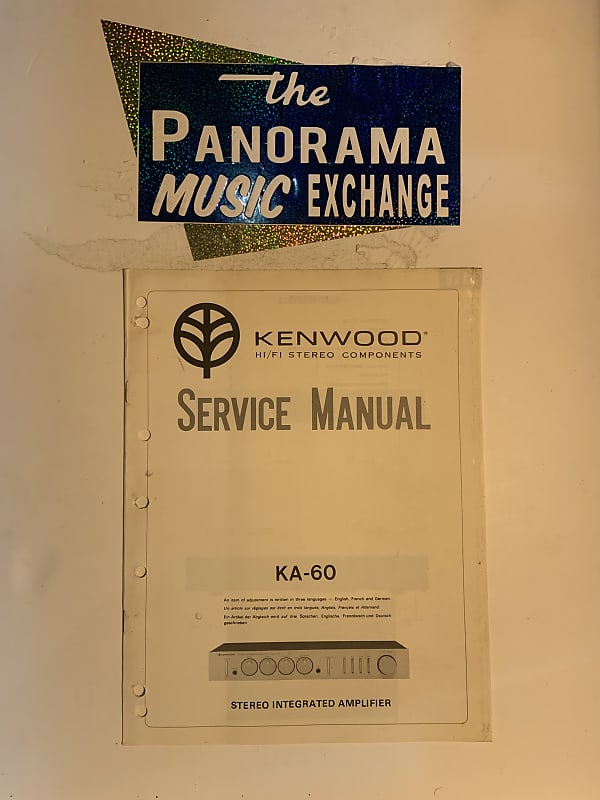 the
PANORAMA
MUSIC EXCHANGE
KENWOOD®
HI/FI STEREO COMPONENTS
SERVICE MANUAL
KA-60
An item of adjustment is written in three languages — English, French and German.
Un article sur réglages est écrit en trois langues, Anglais, Français et Allemand.
Ein Artikel der Abgleich wird auf drei Sprachen, Englische, Französisch und Deutsch
geschrieben
STEREO INTEGRATED AMPLIFIER